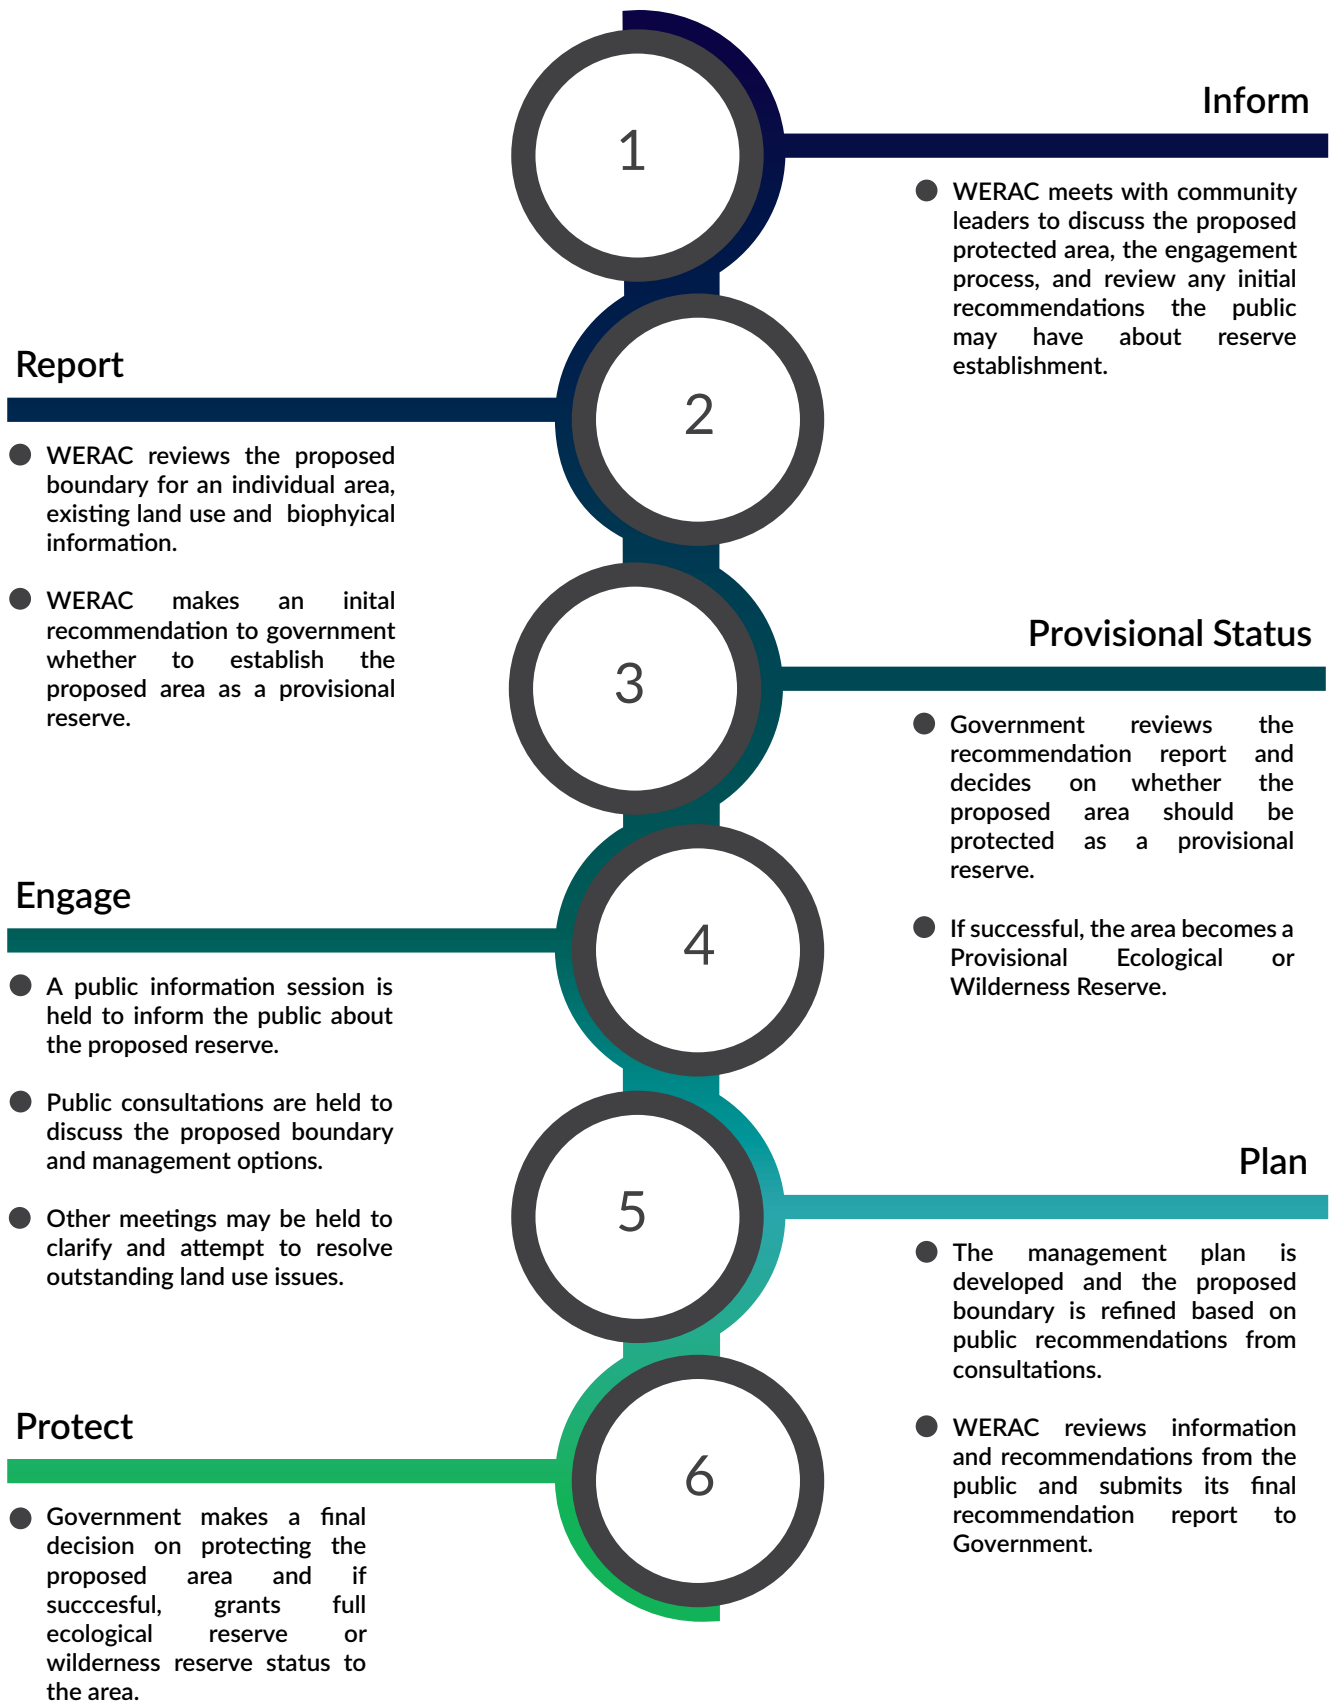 1
Inform
● WERAC meets with community
leaders to discuss the proposed
protected area, the engagement
process, and review any initial
recommendations the public
may have about reserve
establishment.
2
Report
● WERAC reviews the proposed
boundary for an individual area,
existing land use and biophyical
information.
● WERAC makes an inital
recommendation to government
whether to establish the
proposed area as a provisional
reserve.
3
Provisional Status
● Government reviews the
recommendation report and
decides on whether the
proposed area should be
protected as a provisional
reserve.
● If successful, the area becomes a
Provisional Ecological or
Wilderness Reserve.
4
Engage
● A public information session is
held to inform the public about
the proposed reserve.
● Public consultations are held to
discuss the proposed boundary
and management options.
● Other meetings may be held to
clarify and attempt to resolve
outstanding land use issues.
5
Plan
● The management plan is
developed and the proposed
boundary is refined based on
public recommendations from
consultations.
● WERAC reviews information
and recommendations from the
public and submits its final
recommendation report to
Government.
6
Protect
● Government makes a final
decision on protecting the
proposed area and if
succcesful, grants full
ecological reserve or
wilderness reserve status to
the area.